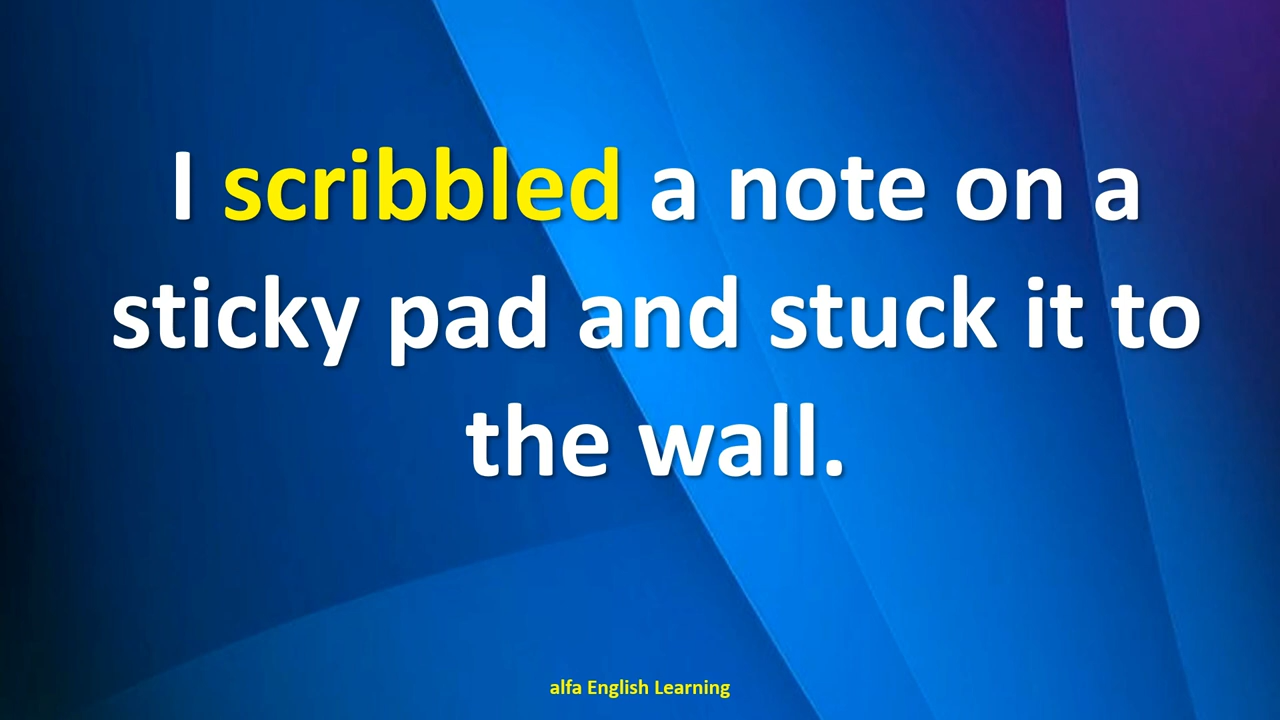 I scribbled a note on a
sticky pad and stuck it to
the wall.
alfa English Learning